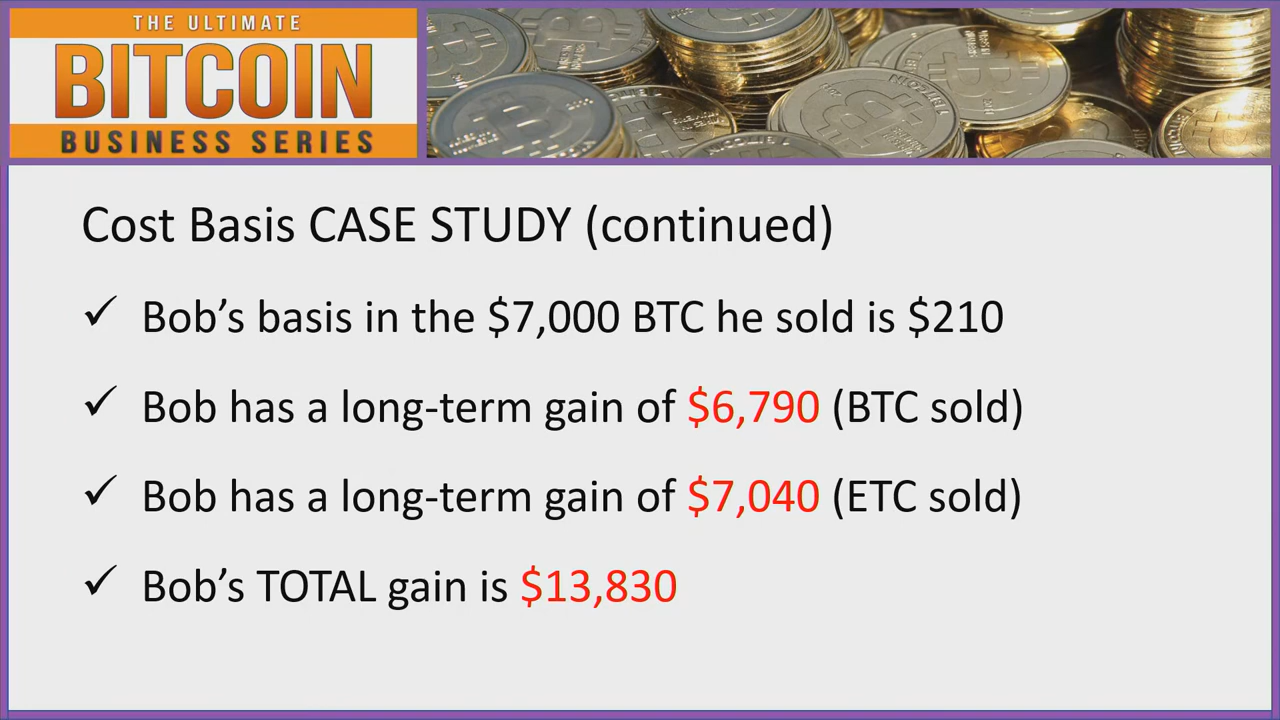 THE ULTIMATE
BITCOIN
BUSINESS SERIES
Cost Basis CASE STUDY (continued)
✓ Bob’s basis in the $7,000 BTC he sold is $210
✓ Bob has a long-term gain of $6,790 (BTC sold)
✓ Bob has a long-term gain of $7,040 (ETC sold)
✓ Bob’s TOTAL gain is $13,830